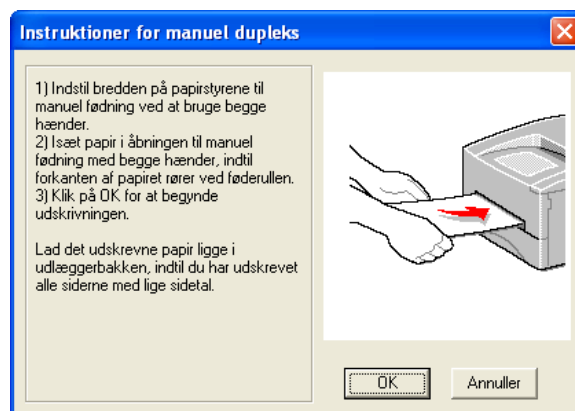 Instruktioner for manuel dupleks
1) Indstil bredden på papirstyrene til
manuel fødning ved at bruge begge
hænder.
2) Isæt papir i åbningen til manuel
fødning med begge hænder, indtil
forkanten af papiret rører ved føderullen.
3) Klik på OK for at begynde
udskrivningen.
Lad det udskrevne papir ligge i
udlæggerbakken, indtil du har udskrevet
alle siderne med lige sidetal.
OK
Annuller